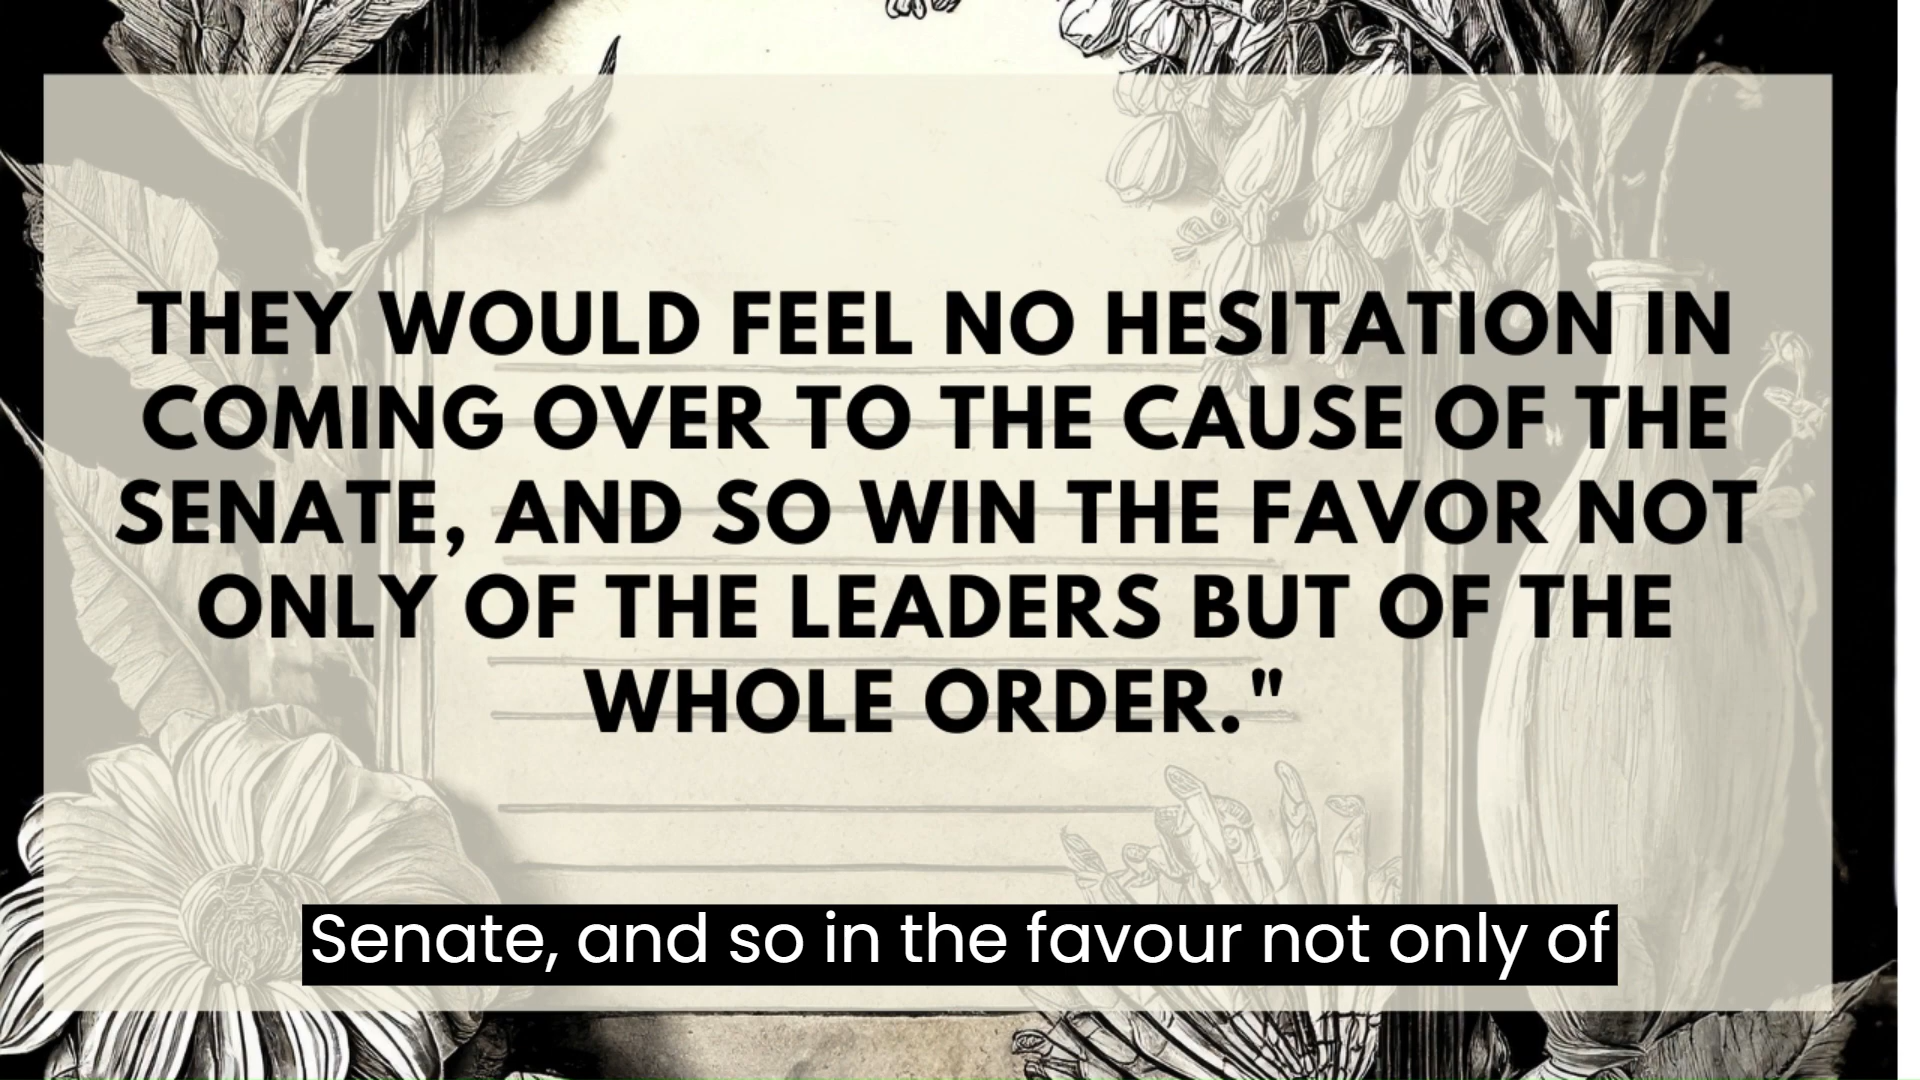 THEY WOULD FEEL NO HESITATION IN
COMING OVER TO THE CAUSE OF THE
SENATE, AND SO WIN THE FAVOR NOT
ONLY OF THE LEADERS BUT OF THE
WHOLE ORDER."
Senate, and so in the favour not only of